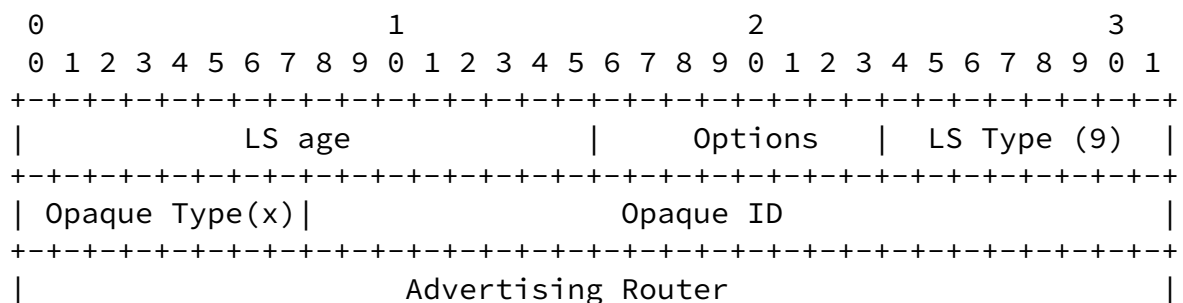 0                   1                   2                   3
 0 1 2 3 4 5 6 7 8 9 0 1 2 3 4 5 6 7 8 9 0 1 2 3 4 5 6 7 8 9 0 1
+-+-+-+-+-+-+-+-+-+-+-+-+-+-+-+-+-+-+-+-+-+-+-+-+-+-+-+-+-+-+-+-+
|            LS age             |     Options   |  LS Type (9)  |
+-+-+-+-+-+-+-+-+-+-+-+-+-+-+-+-+-+-+-+-+-+-+-+-+-+-+-+-+-+-+-+-+
| Opaque Type(x)|                 Opaque ID                     |
+-+-+-+-+-+-+-+-+-+-+-+-+-+-+-+-+-+-+-+-+-+-+-+-+-+-+-+-+-+-+-+-+
|                     Advertising Router                        |